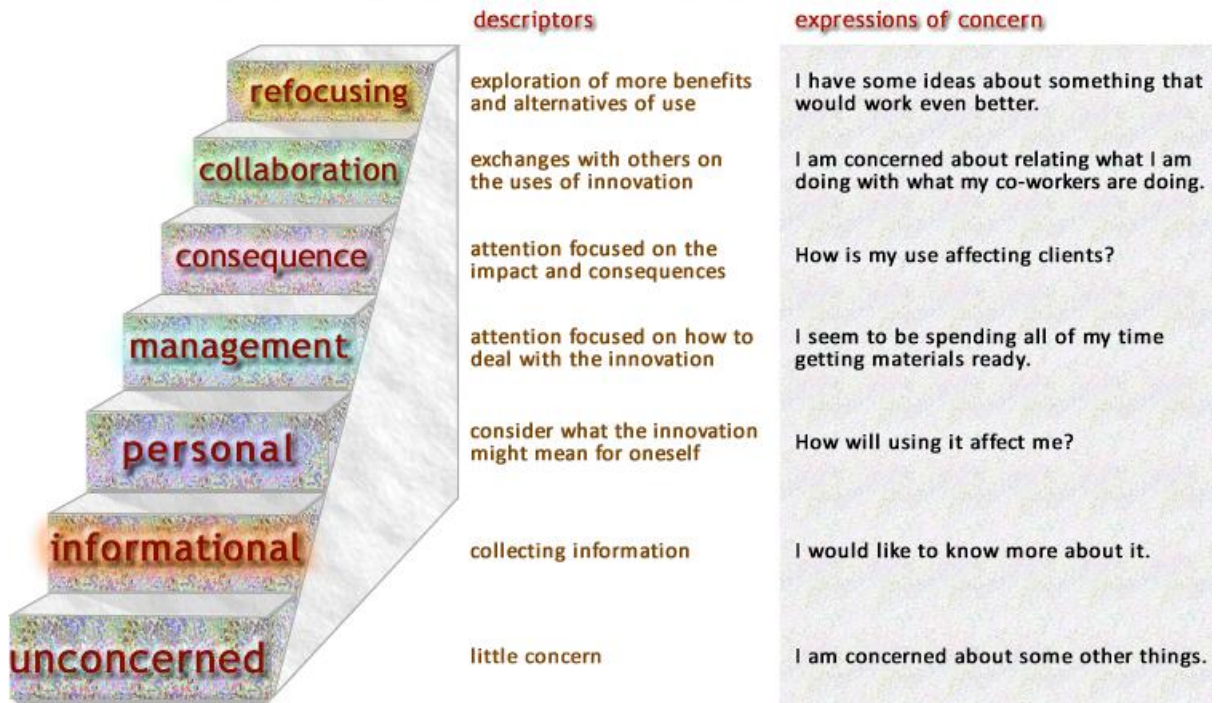 descriptors
expressions of concern
refocusing
exploration of more benefits
and alternatives of use
I have some ideas about something that
would work even better.
collaboration
exchanges with others on
the uses of innovation
I am concerned about relating what I am
doing with what my co-workers are doing.
consequence
attention focused on the
impact and consequences
How is my use affecting clients?
management
attention focused on how to
deal with the innovation
I seem to be spending all of my time
getting materials ready.
personal
consider what the innovation
might mean for oneself
How will using it affect me?
informational
collecting information
I would like to know more about it.
unconcerned
little concern
I am concerned about some other things.